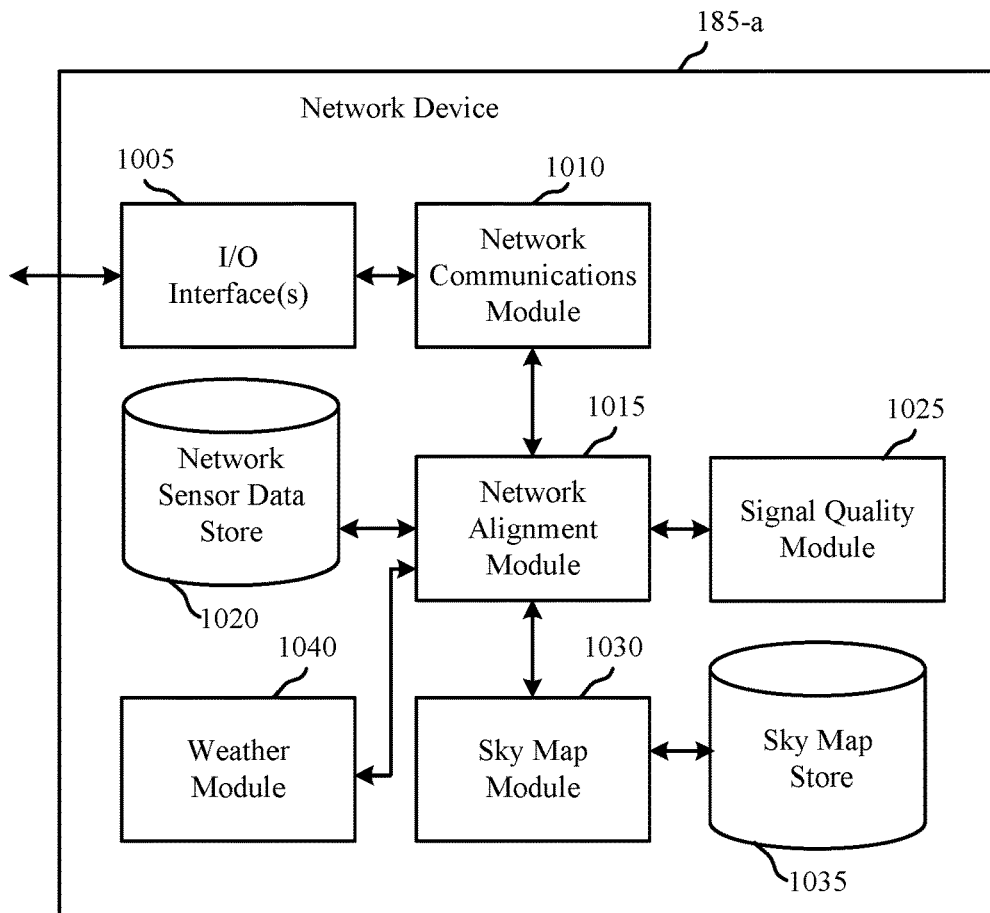 185-a
Network Device
1005
1010
I/O
Interface(s)
Network
Communications
Module
1015
1025
Network
Sensor Data
Store
Network
Alignment
Module
Signal Quality
Module
1020
1040
1030
Weather
Module
Sky Map
Module
Sky Map
Store
1035